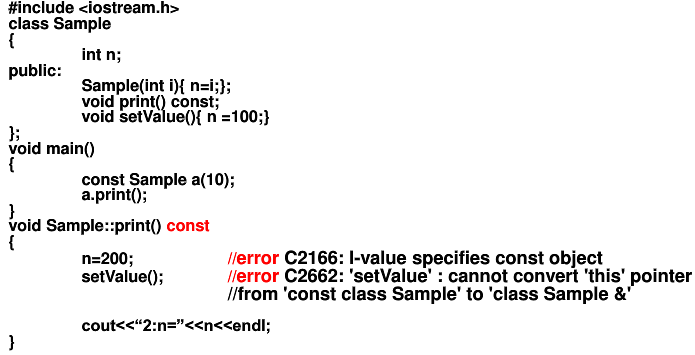 #include <iostream.h>
class Sample
{
int n;
public:
Sample(int i){ n=i;};
void print() const;
void setValue(){ n =100;}
};
void main()
{
const Sample a(10);
a.print();
}
void Sample::print() const
{
n=200; //error C2166: l-value specifies const object
setValue(); //error C2662: 'setValue' : cannot convert 'this' pointer
//from 'const class Sample' to 'class Sample &'
cout<<“2:n=”<<n<<endl;
}